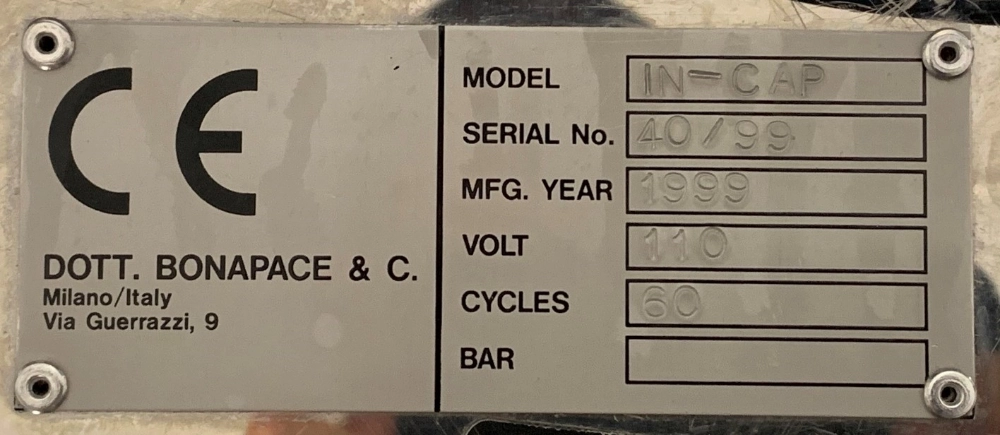 CE
DOTT. BONAPACE & C.
Milano/Italy
Via Guerrazzi, 9
MODEL IN-CAP
SERIAL No. 40/99
MFG. YEAR 1999
VOLT 110
CYCLES 60
BAR